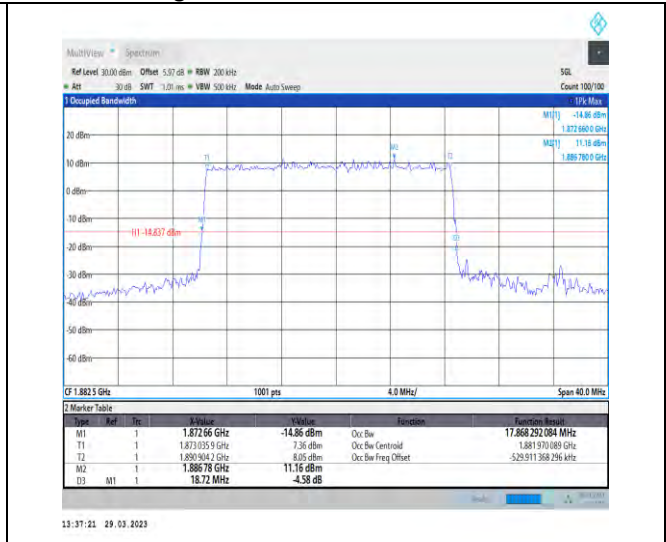 MultiView Spectrum
Ref Level 30.00 dBm Offset 5.97 dB RBW 200 kHz SGL
Att 30 dB SWT 1.01 ms VBW 500 kHz Mode Auto Sweep Count 100/100
1 Occupied Bandwidth 1Pk Max
M1[1] -14.86 dBm
1.872 660 0 GHz
M2[1] 11.16 dBm
1.886 780 0 GHz
20 dBm
M2
T1 T2
10 dBm
0 dBm
-10 dBm
M1
H1 -14.837 dBm
D3
-20 dBm
-30 dBm
-40 dBm
-50 dBm
-60 dBm
CF 1.882 5 GHz 1001 pts 4.0 MHz/ Span 40.0 MHz
2 Marker Table
Type Ref Trc X-Value Y-Value Function Function Result
M1 1 1.872 66 GHz -14.86 dBm Occ Bw 17.868 292 084 MHz
T1 1 1.873 035 9 GHz 7.36 dBm Occ Bw Centroid 1.881 970 089 GHz
T2 1 1.890 904 2 GHz 8.05 dBm Occ Bw Freq Offset -529.911 368 296 kHz
M2 1 1.886 78 GHz 11.16 dBm
D3 M1 1 18.72 MHz -4.58 dB
13:37:21 29.03.2023